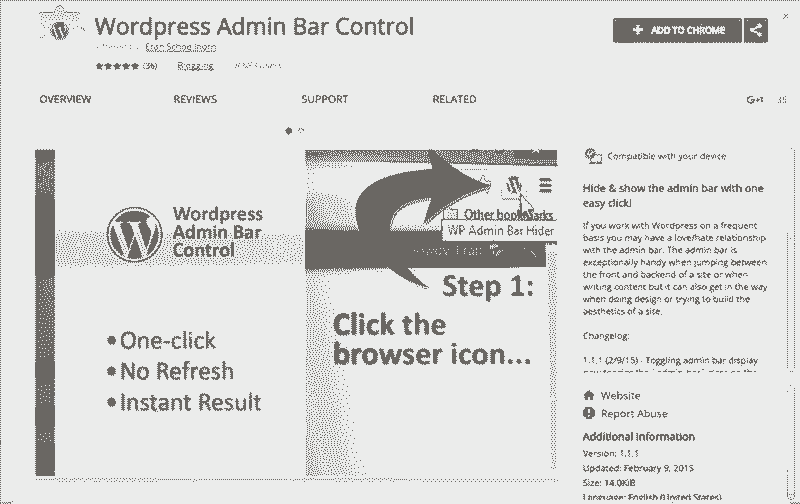 Wordpress Admin Bar Control
(36)
Blogging
ADD TO CHROME
OVERVIEW
REVIEWS
SUPPORT
RELATED
G+1
35
Wordpress
Admin Bar
Control
•One-click
•No Refresh
•Instant Result
Other bookmarks
WP Admin Bar Hider
Step 1:
Click the
browser icon...
Compatible with your device
Hide & show the admin bar with one
easy click!
If you work with Wordpress on a frequent
basis you may have a love/hate relationship
with the admin bar. The admin bar is
exceptionally handy when jumping between
the front and backend of a site or when
writing content but it can also get in the way
when doing design or trying to build the
aesthetics of a site.
Changelog:
1.1.1 (2/9/15) - Toggling admin bar display
Website
Report Abuse
Additional Information
Version: 1.1.1
Updated: February 9, 2015
Size: 14.0KiB
Language: English (United States)